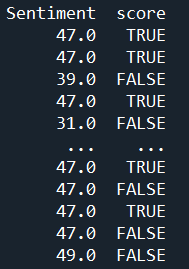 Sentiment score
47.0 TRUE
47.0 TRUE
39.0 FALSE
47.0 TRUE
31.0 FALSE
... ...
47.0 TRUE
47.0 FALSE
47.0 TRUE
47.0 FALSE
49.0 FALSE